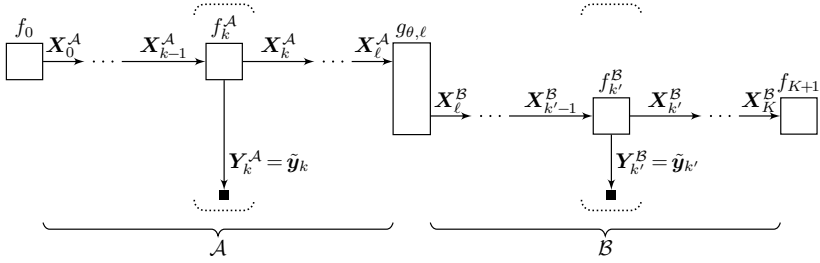 f_0 f_k^𝒜 g_{θ,ℓ}
X_0^𝒜 ⋯ X_{k−1}^𝒜 X_k^𝒜 ⋯ X_ℓ^𝒜
f_{k′}^ℬ f_{K+1}
X_ℓ^ℬ ⋯ X_{k′−1}^ℬ X_{k′}^ℬ ⋯ X_K^ℬ
Y_k^𝒜 = ỹ_k Y_{k′}^ℬ = ỹ_{k′}
𝒜 ℬ